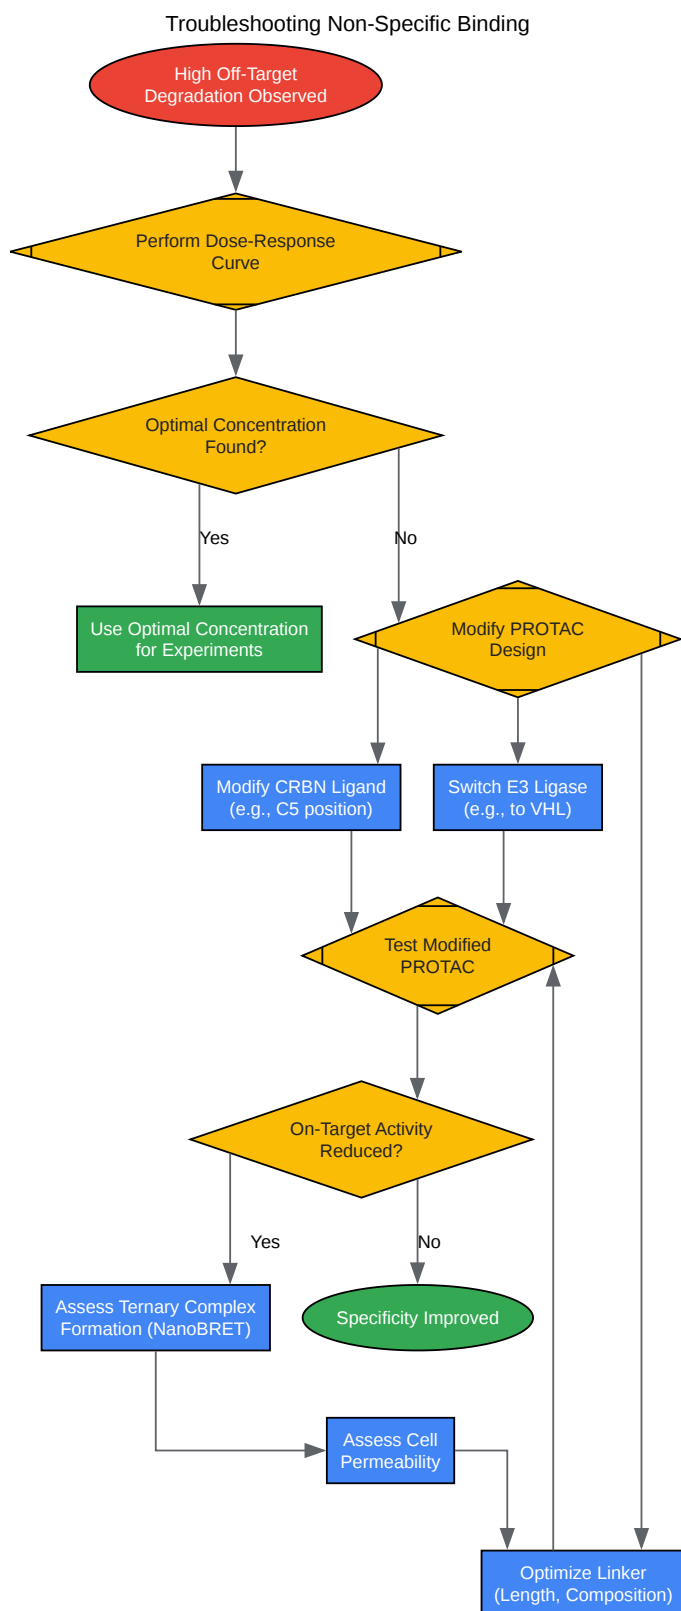 Troubleshooting Non-Specific Binding
High Off-Target
Degradation Observed
Perform Dose-Response
Curve
Optimal Concentration
Found?
Yes
No
Use Optimal Concentration
for Experiments
Modify PROTAC
Design
Modify CRBN Ligand
(e.g., C5 position)
Switch E3 Ligase
(e.g., to VHL)
Test Modified
PROTAC
On-Target Activity
Reduced?
Yes
No
Assess Ternary Complex
Formation (NanoBRET)
Specificity Improved
Assess Cell
Permeability
Optimize Linker
(Length, Composition)